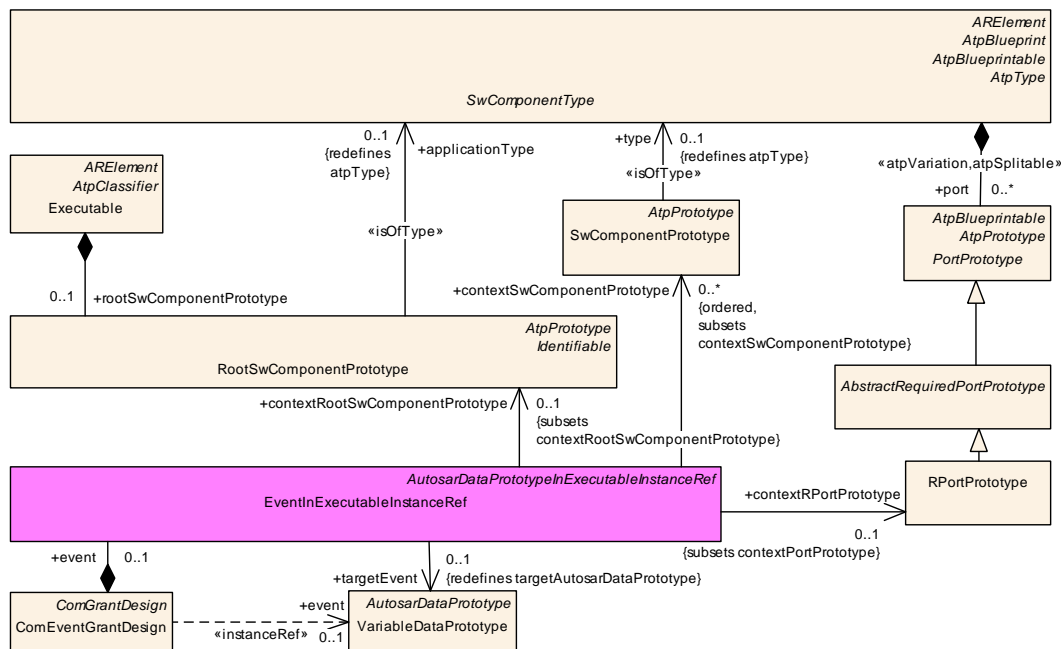 ARElement
AtpBlueprint
AtpBlueprintable
AtpType
SwComponentType
0..1
{redefines
atpType}
+applicationType
+type
0..1
{redefines atpType}
«isOfType»
«atpVariation,atpSplitable»
+port
0..*
ARElement
AtpClassifier
Executable
AtpPrototype
SwComponentPrototype
AtpBlueprintable
AtpPrototype
PortPrototype
«isOfType»
0..1
+rootSwComponentPrototype
+contextSwComponentPrototype
0..*
{ordered,
subsets
contextSwComponentPrototype}
AtpPrototype
Identifiable
RootSwComponentPrototype
AbstractRequiredPortPrototype
+contextRootSwComponentPrototype
0..1
{subsets
contextRootSwComponentPrototype}
AutosarDataPrototypeInExecutableInstanceRef
EventInExecutableInstanceRef
RPortPrototype
+contextRPortPrototype
0..1
{subsets contextPortPrototype}
+event
0..1
0..1
+targetEvent
{redefines targetAutosarDataPrototype}
ComGrantDesign
ComEventGrantDesign
+event
«instanceRef»
0..1
AutosarDataPrototype
VariableDataPrototype